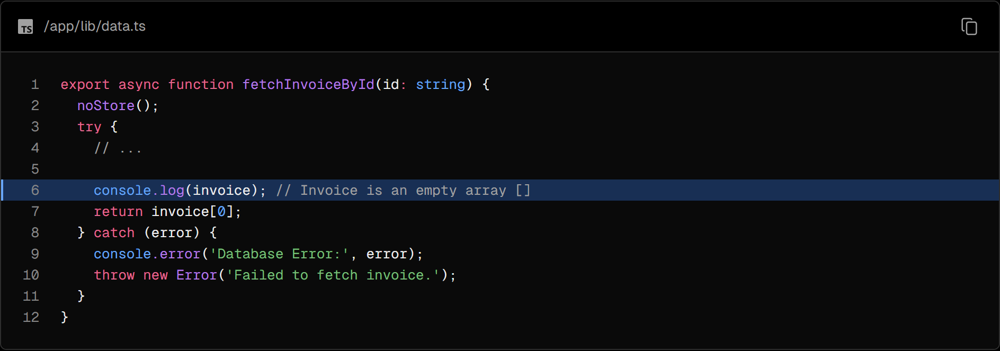 TS /app/lib/data.ts
1 export async function fetchInvoiceById(id: string) {
2   noStore();
3   try {
4     // ...
5
6     console.log(invoice); // Invoice is an empty array []
7     return invoice[0];
8   } catch (error) {
9     console.error('Database Error:', error);
10     throw new Error('Failed to fetch invoice.');
11   }
12 }